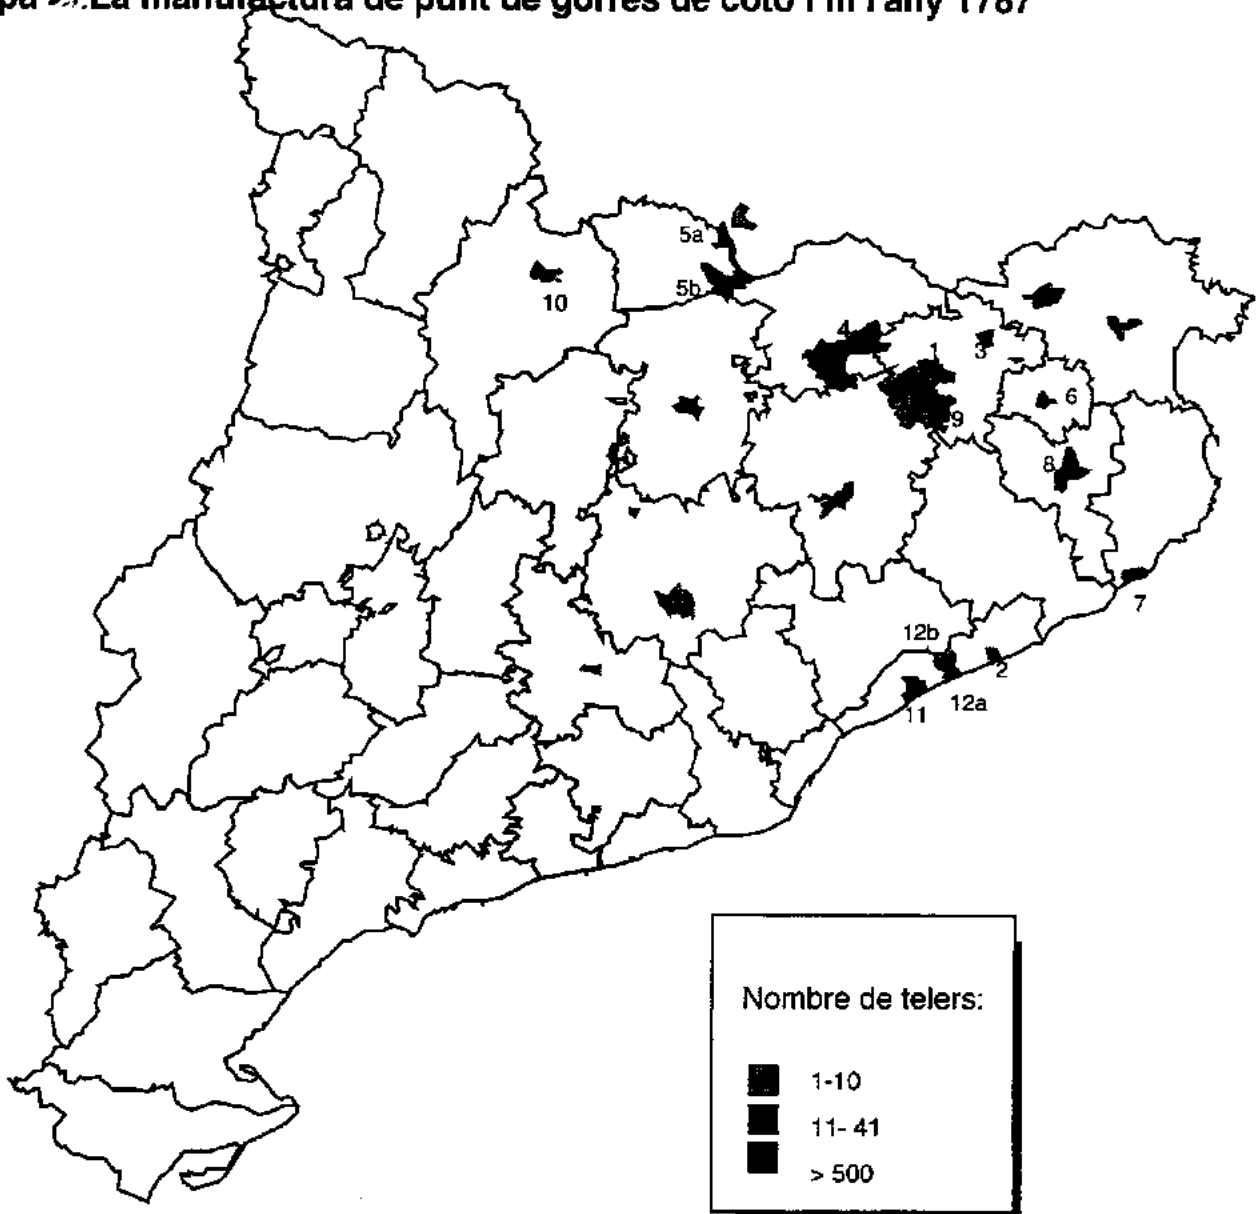 La manufactura de punt de gorres de cotó i fil l'any 1787
5a
5b
10
4
1
3
6
9
8
7
12b
2
12a
11
Nombre de telers:
1-10
11- 41
> 500